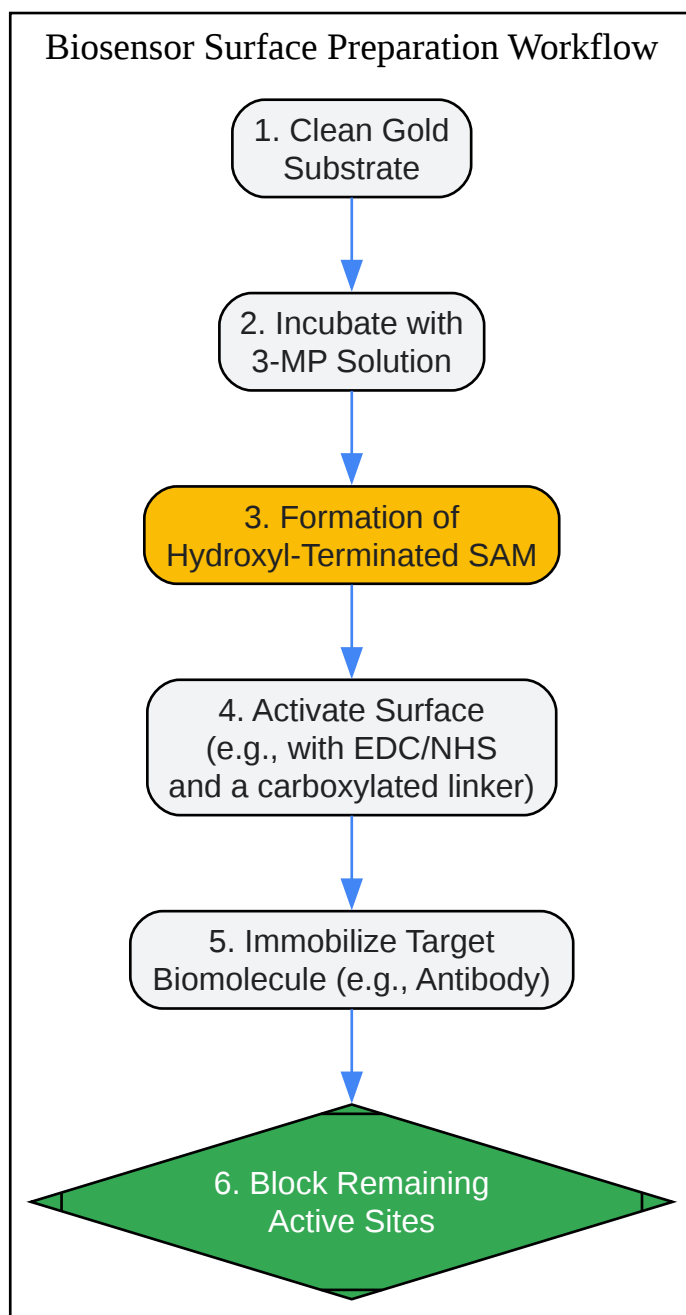 Biosensor Surface Preparation Workflow
1. Clean Gold
Substrate
2. Incubate with
3-MP Solution
3. Formation of
Hydroxyl-Terminated SAM
4. Activate Surface
(e.g., with EDC/NHS
and a carboxylated linker)
5. Immobilize Target
Biomolecule (e.g., Antibody)
6. Block Remaining
Active Sites